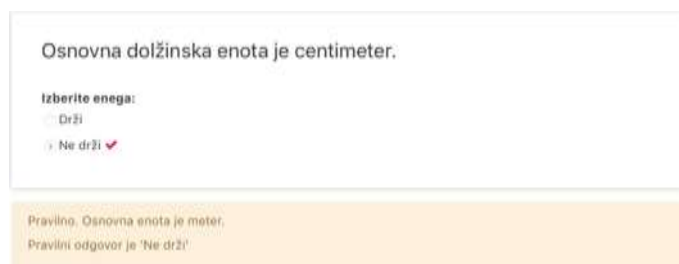 Osnovna dolžinska enota je centimeter.
Izberite enega:
Drži
Ne drži
Pravilno. Osnovna enota je meter.
Pravilni odgovor je 'Ne drži'